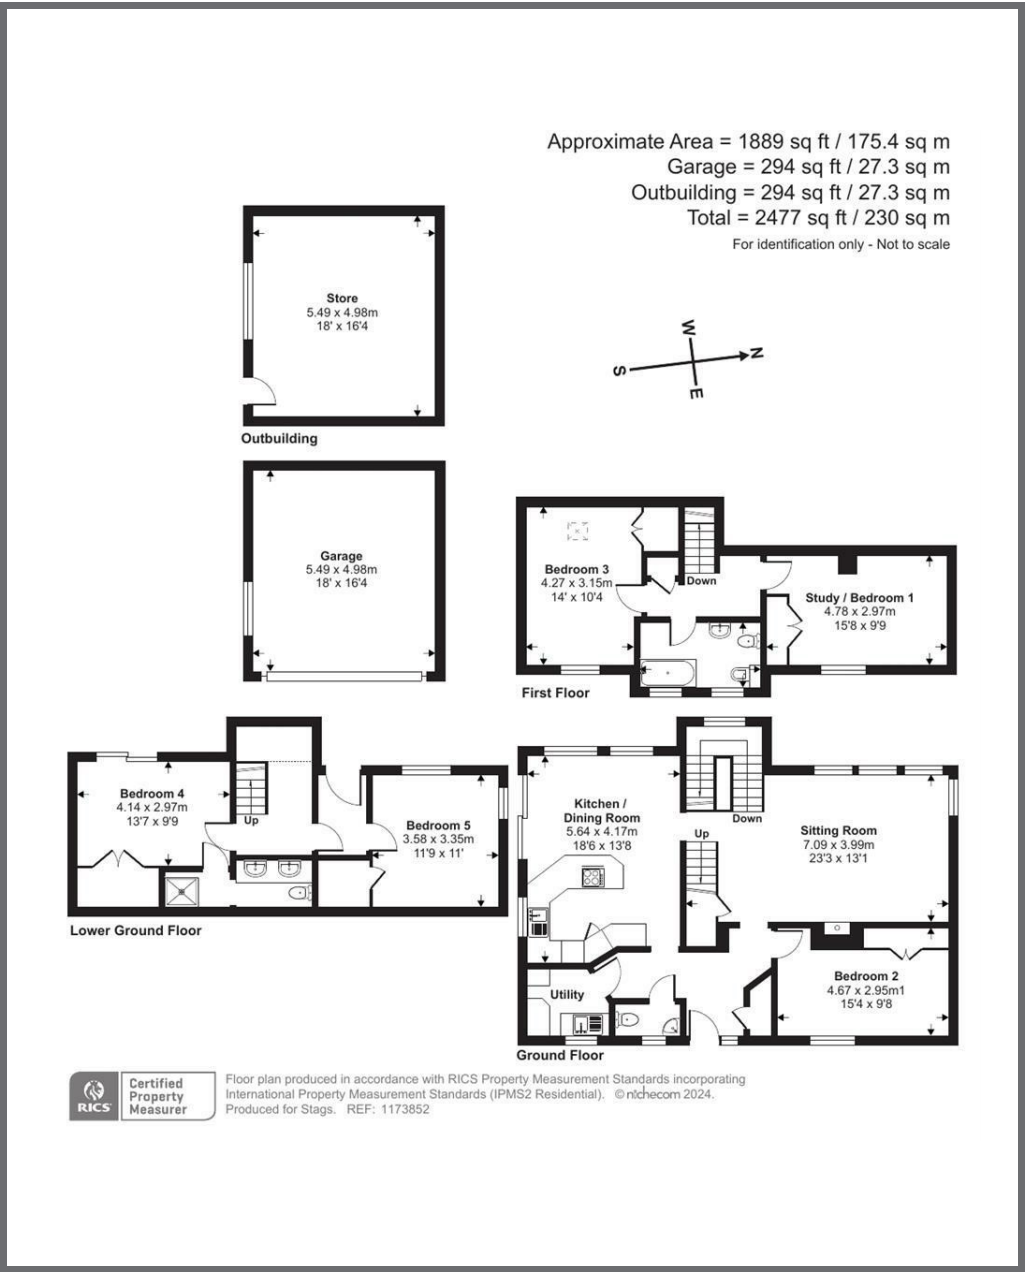 Approximate Area = 1889 sq ft / 175.4 sq m
Garage = 294 sq ft / 27.3 sq m
Outbuilding = 294 sq ft / 27.3 sq m
Total = 2477 sq ft / 230 sq m
For identification only - Not to scale
Store
5.49 x 4.98m
18' x 16'4
Outbuilding
W
N
S
E
Garage
5.49 x 4.98m
18' x 16'4
Bedroom 3
4.27 x 3.15m
14' x 10'4
Down
Study / Bedroom 1
4.78 x 2.97m
15'8 x 9'9
First Floor
Bedroom 4
4.14 x 2.97m
13'7 x 9'9
Up
Bedroom 5
3.58 x 3.35m
11'9 x 11'
Lower Ground Floor
Kitchen /
Dining Room
5.64 x 4.17m
18'6 x 13'8
Up
Down
Sitting Room
7.09 x 3.99m
23'3 x 13'1
Bedroom 2
4.67 x 2.95m1
15'4 x 9'8
Utility
Ground Floor
RICS
Certified
Property
Measurer
Floor plan produced in accordance with RICS Property Measurement Standards incorporating
International Property Measurement Standards (IPMS2 Residential). © nichecom 2024.
Produced for Stags. REF: 1173852